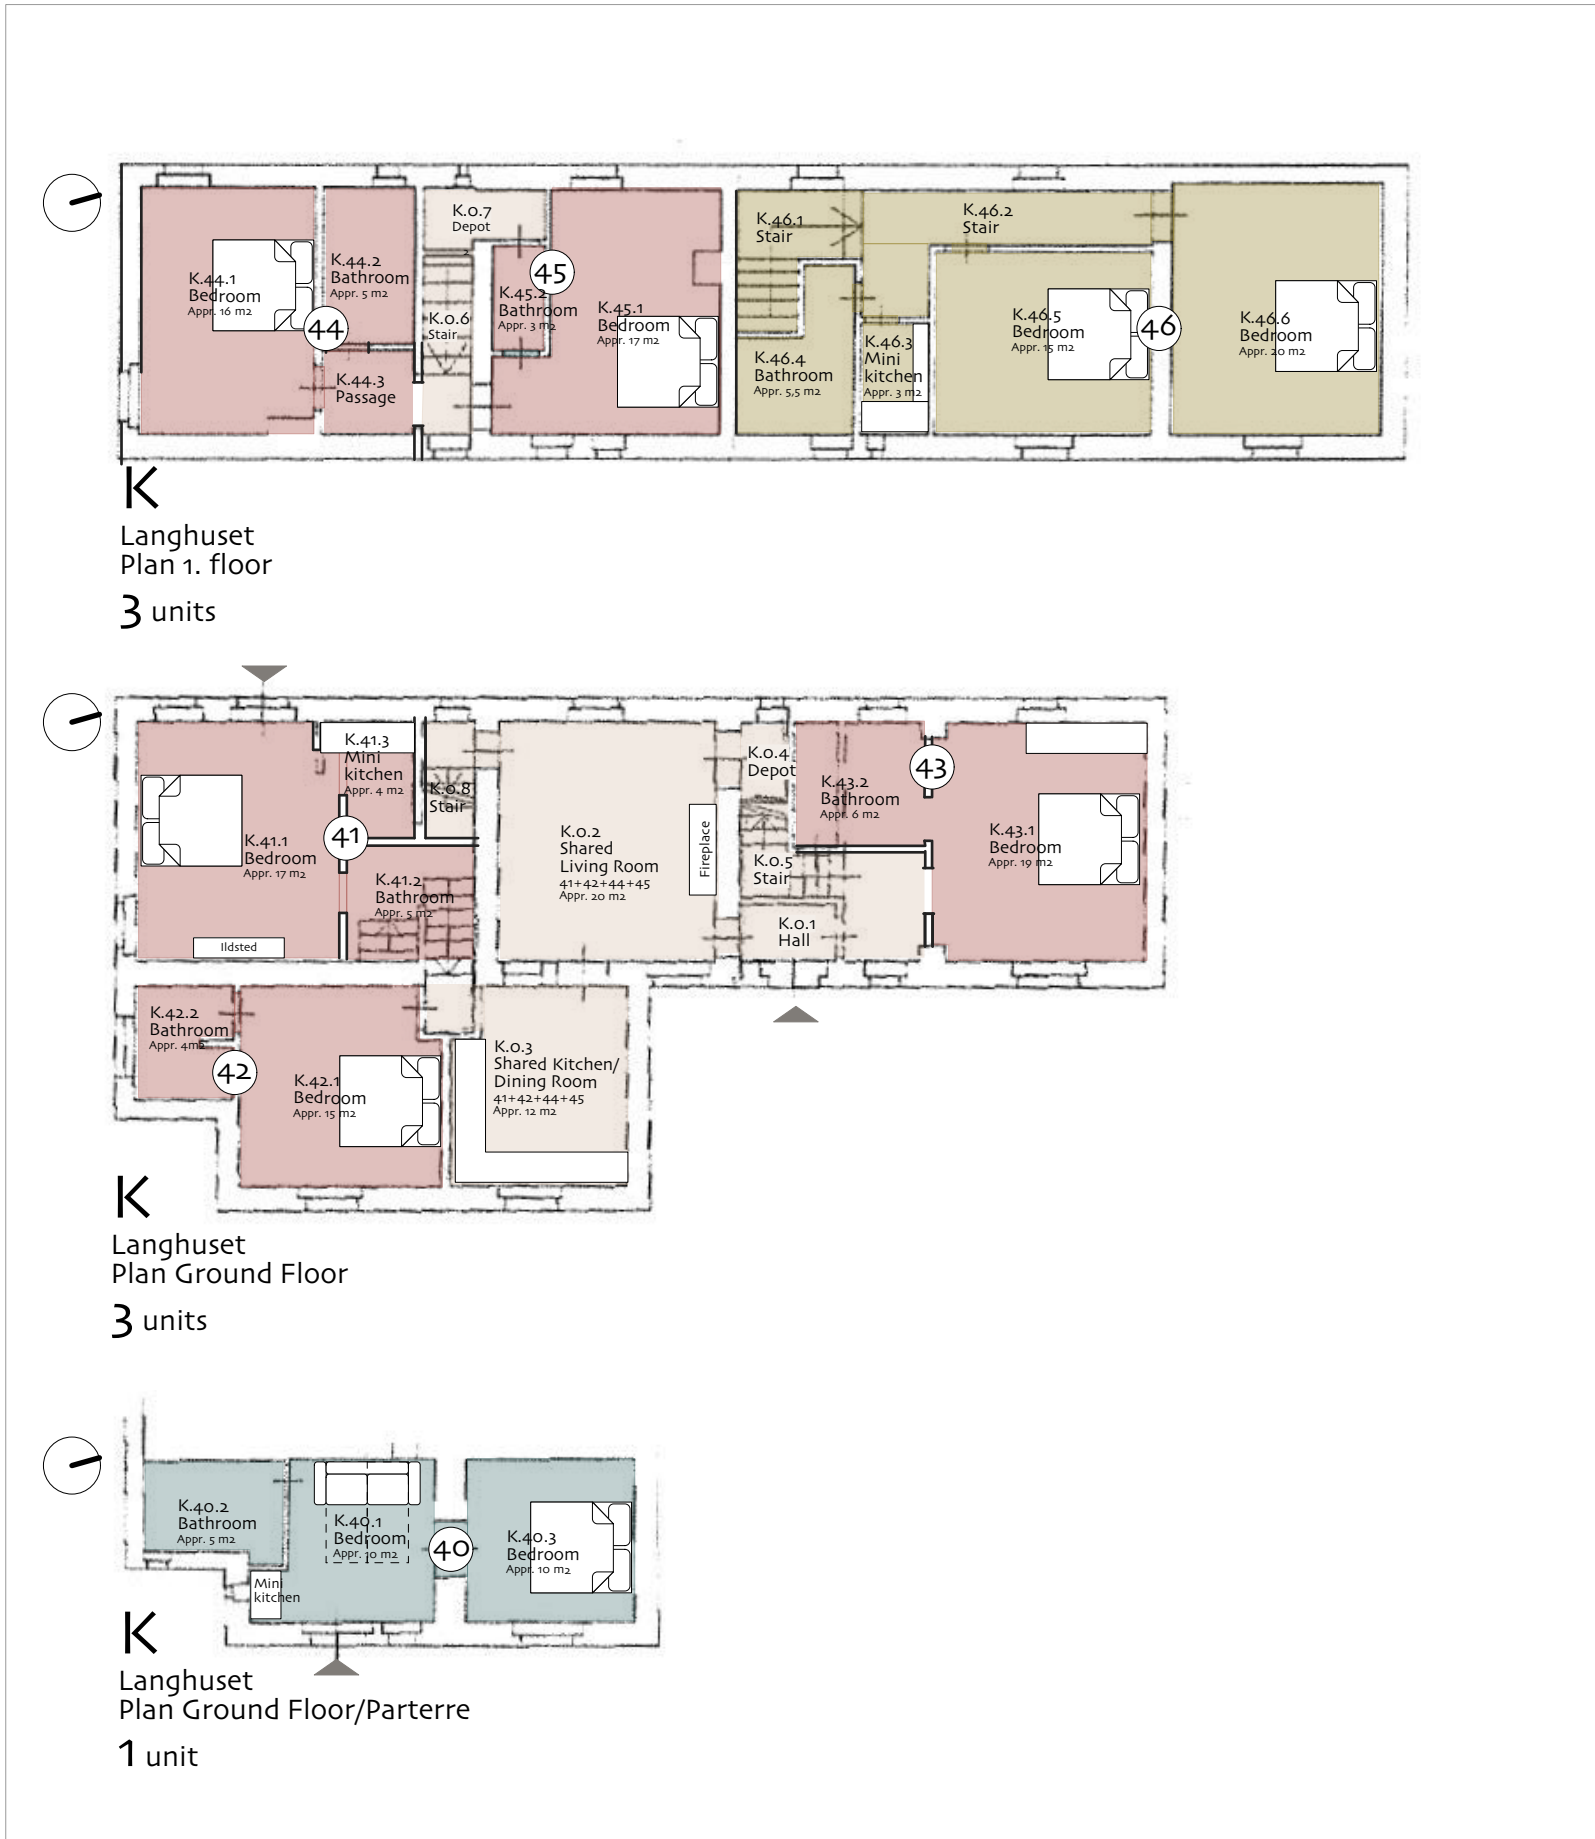 K.44.1
Bedroom
Appr. 16 m2
K.44.2
Bathroom
Appr. 5 m2
44
K.44.3
Passage
K.0.7
Depot
2
K.0.6
Stair
K.45.2
Bathroom
Appr. 3 m2
45
K.45.1
Bedroom
Appr. 17 m2
K.46.1
Stair
K.46.2
Stair
K.46.4
Bathroom
Appr. 5,5 m2
K.46.3
Mini
kitchen
Appr. 3 m2
K.46.5
Bedroom
Appr. 15 m2
46
K.46.6
Bedroom
Appr. 20 m2
K
Langhuset
Plan 1. floor
3 units
K.41.1
Bedroom
Appr. 17 m2
Ildsted
K.41.3
Mini
kitchen
Appr. 4 m2
41
K.41.2
Bathroom
Appr. 5 m2
K.0.8
Stair
K.0.2
Shared
Living Room
41+42+44+45
Appr. 20 m2
Fireplace
K.0.4
Depot
K.0.5
Stair
K.0.1
Hall
K.43.2
Bathroom
Appr. 6 m2
43
K.43.1
Bedroom
Appr. 19 m2
K.42.2
Bathroom
Appr. 4m2
42
K.42.1
Bedroom
Appr. 15 m2
K.0.3
Shared Kitchen/
Dining Room
41+42+44+45
Appr. 12 m2
K
Langhuset
Plan Ground Floor
3 units
K.40.2
Bathroom
Appr. 5 m2
Mini
kitchen
K.40.1
Bedroom
Appr. 10 m2
40
K.40.3
Bedroom
Appr. 10 m2
K
Langhuset
Plan Ground Floor/Parterre
1 unit